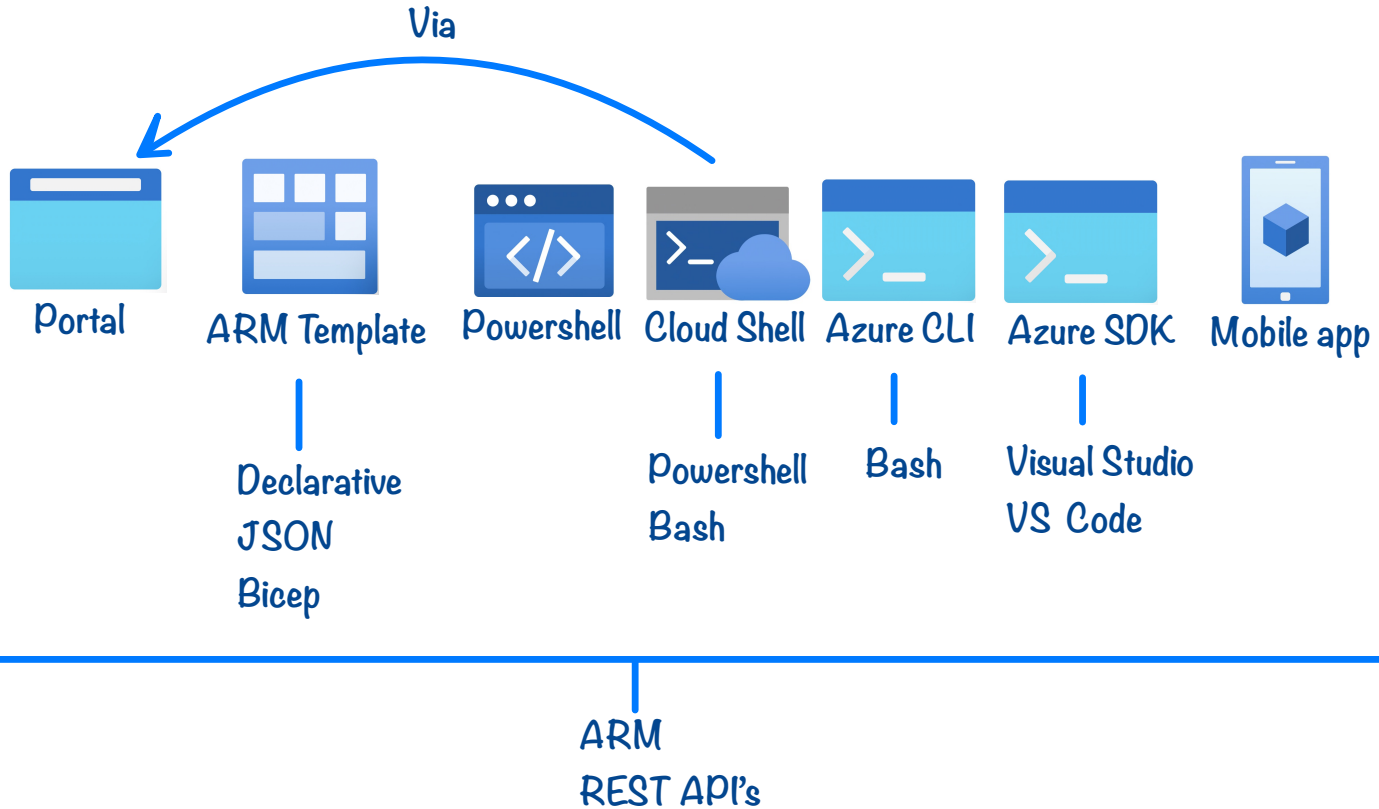 Via
Portal
ARM Template
Powershell
Cloud Shell
Azure CLI
Azure SDK
Mobile app
Declarative
JSON
Bicep
Powershell
Bash
Bash
Visual Studio
VS Code
ARM
REST API's